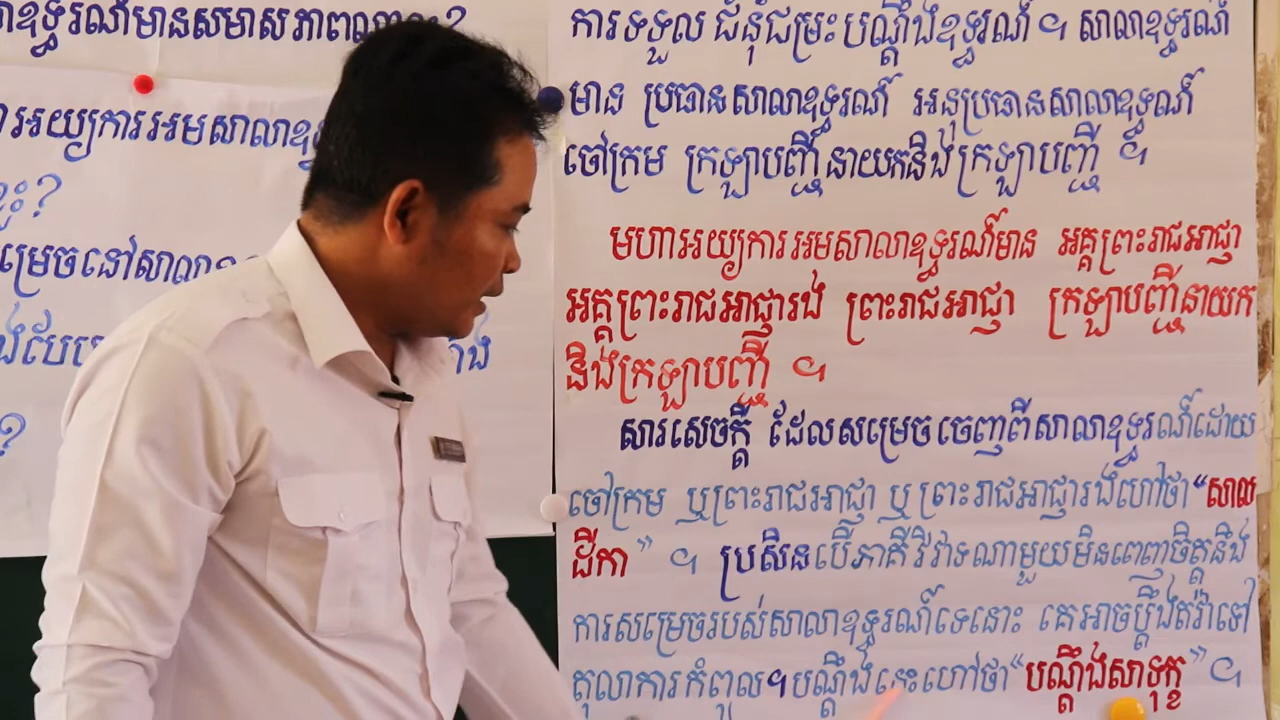 ឧទ្ធរណ៍មានសមាសភាព
អយ្យការអមសាលា
ខ្លះ?
សម្រេចនៅសាលា
ការទទួលជំនុំជម្រះបណ្តឹងឧទ្ធរណ៍ ។ សាលាឧទ្ធរណ៍
មាន ប្រធានសាលាឧទ្ធរណ៍ អនុប្រធានសាលាឧទ្ធរណ៍
ចៅក្រម ក្រឡាបញ្ជីនាយកនិងក្រឡាបញ្ជី ។
មហាអយ្យការអមសាលាឧទ្ធរណ៍មាន អគ្គព្រះរាជអាជ្ញា
អគ្គព្រះរាជអាជ្ញារង ព្រះរាជអាជ្ញា ក្រឡាបញ្ជីនាយក
និងក្រឡាបញ្ជី ។
សារសេចក្តី ដែលសម្រេចចេញពីសាលាឧទ្ធរណ៍ដោយ
ចៅក្រម ឬព្រះរាជអាជ្ញា ឬ ព្រះរាជអាជ្ញារងហៅថា “សាល
ដីកា” ។ ប្រសិនបើភាគីវិវាទណាមួយមិនពេញចិត្តនឹង
ការសម្រេចរបស់សាលាឧទ្ធរណ៍ទេនោះ គេអាចប្តឹងតវ៉ាទៅ
តុលាការកំពូល។បណ្តឹងនេះហៅថា “បណ្តឹងសាទុក្ខ” ។